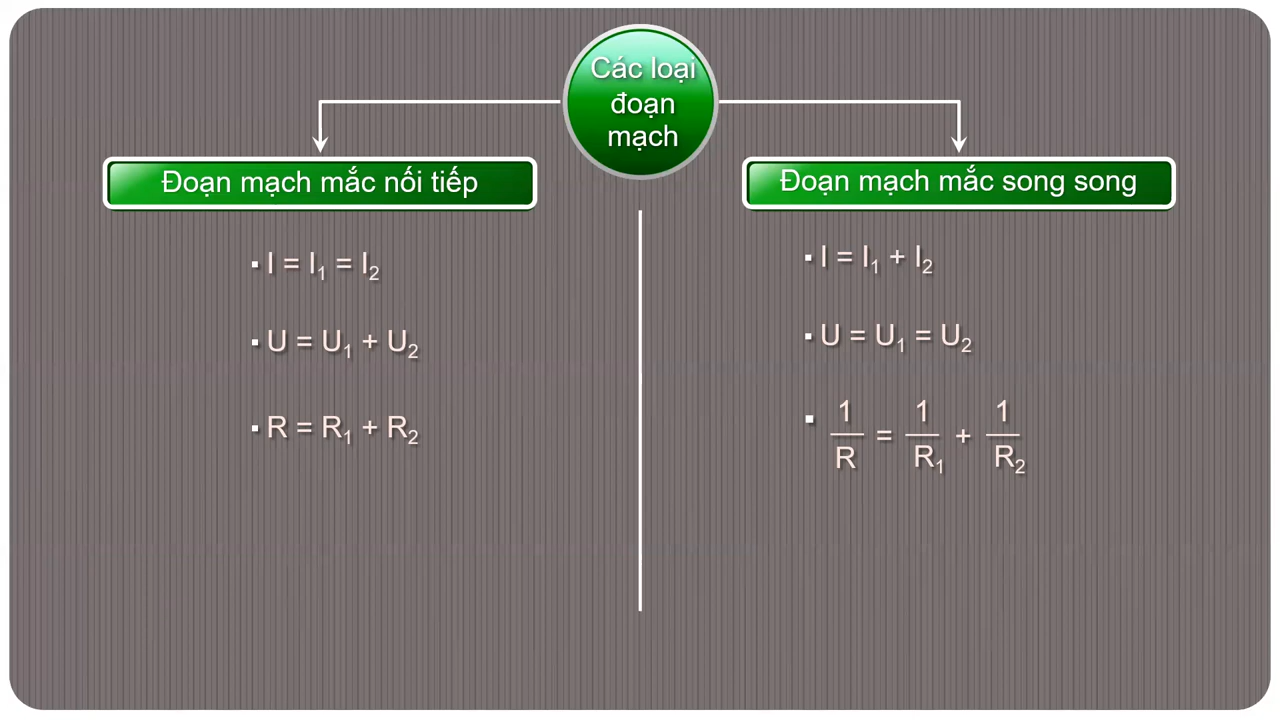 Các loại
đoạn
mạch
Đoạn mạch mắc nối tiếp
▪ I = I₁ = I₂
▪ U = U₁ + U₂
▪ R = R₁ + R₂
Đoạn mạch mắc song song
▪ I = I₁ + I₂
▪ U = U₁ = U₂
▪ 1/R = 1/R₁ + 1/R₂